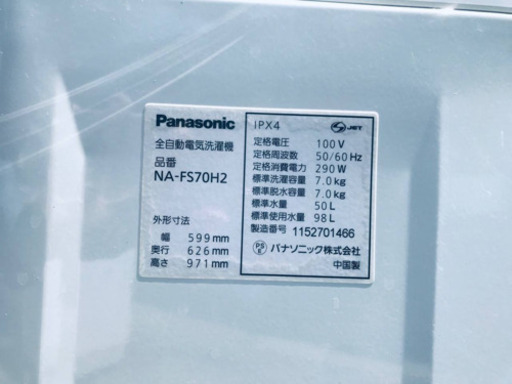 Panasonic
全自動電気洗濯機
品番
NA-FS70H2
外形寸法
幅 599mm
奥行 626mm
高さ 971mm
IPX4
JET
定格電圧 100V
定格周波数 50/60Hz
定格消費電力 290W
標準洗濯容量 7.0kg
標準脱水容量 7.0kg
標準水量 50L
標準使用水量 98L
製造番号 1152701466
PS E パナソニック株式会社
中国製